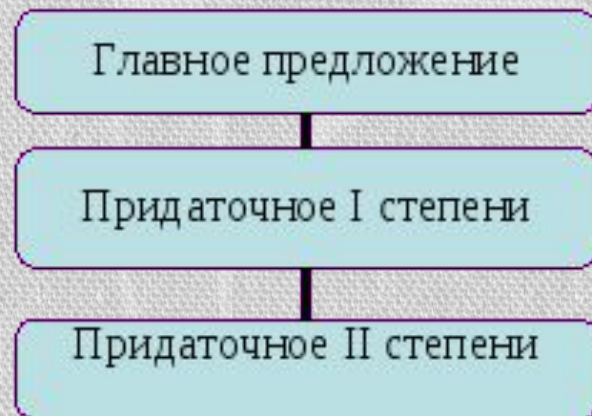 Главное предложение
Придаточное I степени
Придаточное II степени